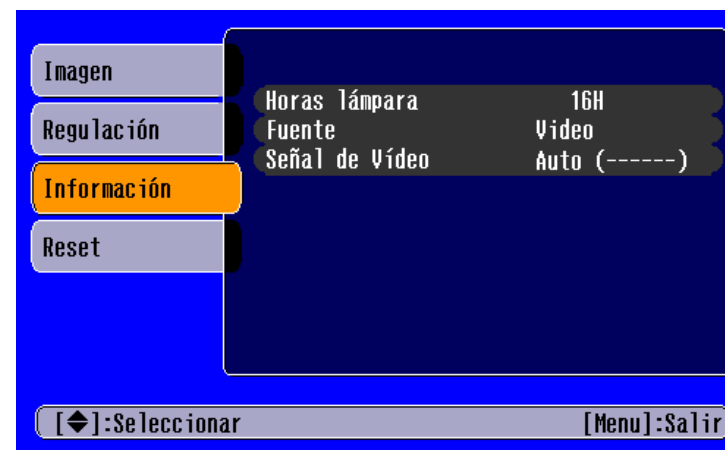 Imagen
Regulación
Información
Reset
Horas lámpara 16H
Fuente Video
Señal de Vídeo Auto (------)
[◆]:Seleccionar [Menu]:Salir